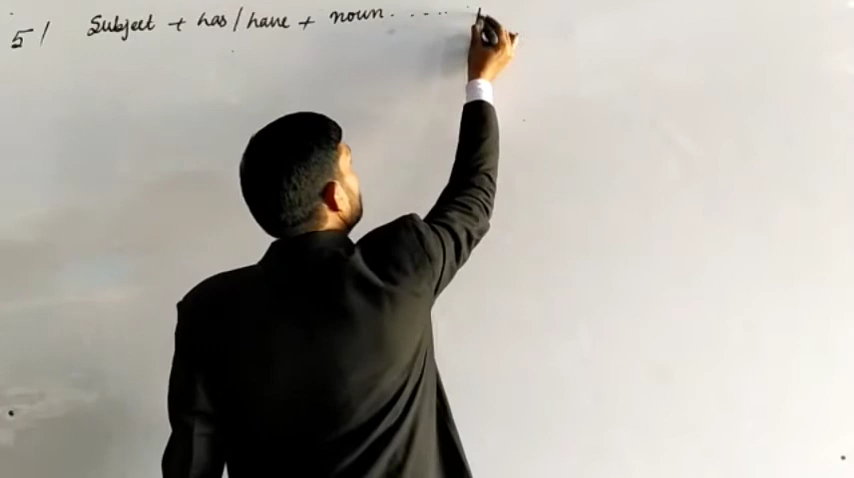 5/ Subject + has/have + noun.....